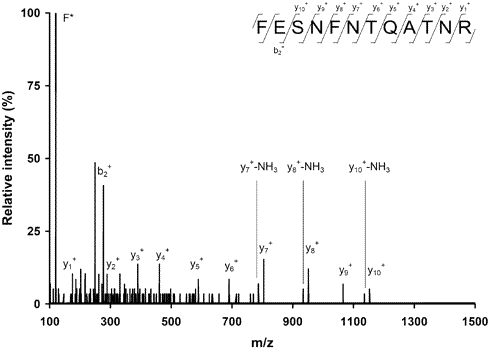 y10+ y9+ y8+ y7+ y6+ y5+ y4+ y3+ y2+ y1+
FESNFNTQATNR
b2+
100
75
50
25
0
Relative intensity (%)
F*
b2+
y7+-NH3 y8+-NH3 y10+-NH3
y1+ y2+ y3+ y4+ y5+ y6+ y7+ y8+ y9+ y10+
100 300 500 700 900 1100 1300 1500
m/z